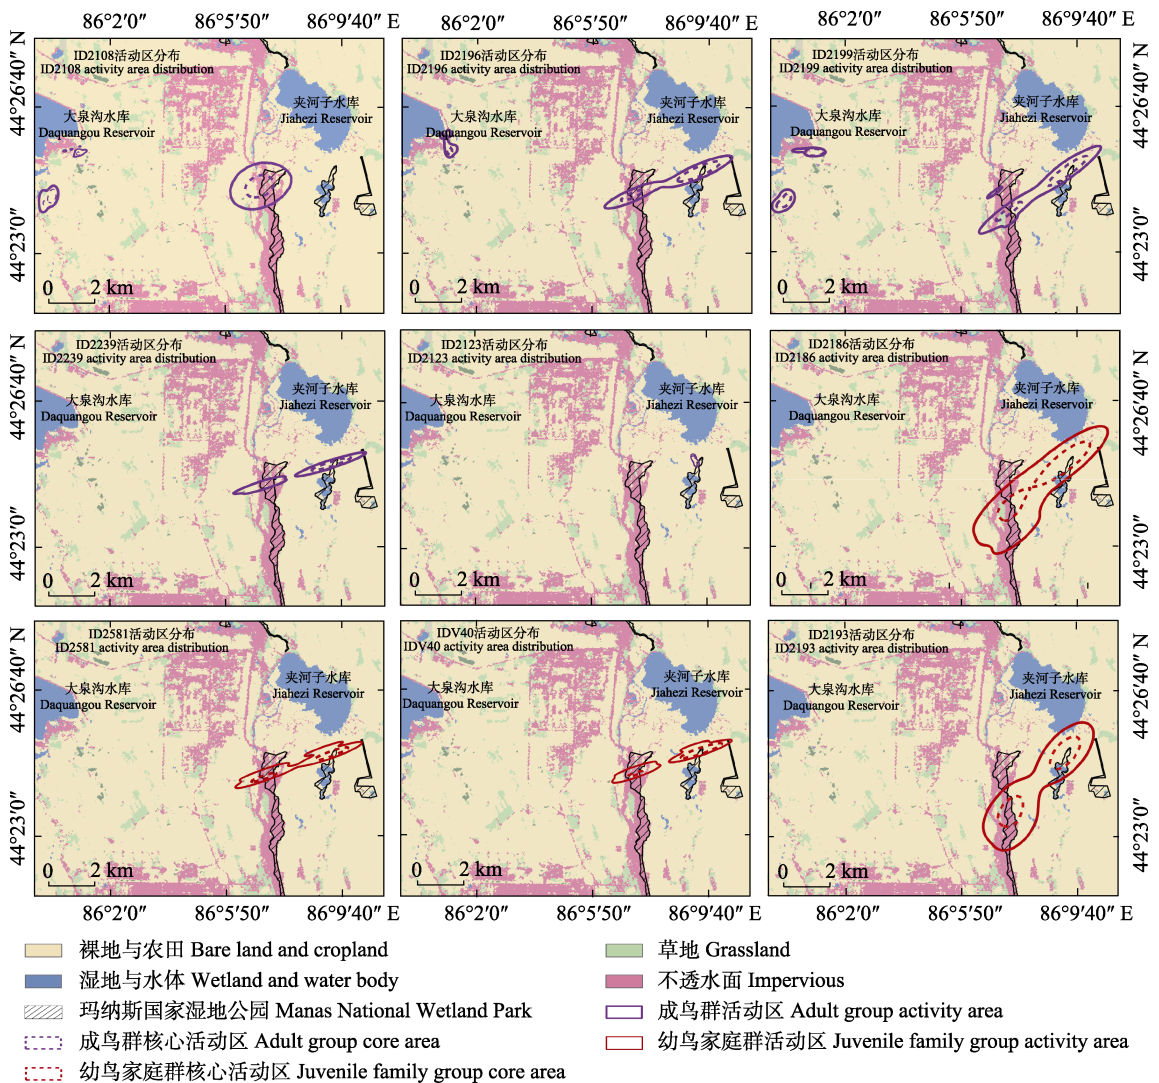 86°2′0″ 86°5′50″ 86°9′40″ E 86°2′0″ 86°5′50″ 86°9′40″ E 86°2′0″ 86°5′50″ 86°9′40″ E
44°26′40″ N
44°23′0″
ID2108活动区分布
ID2108 activity area distribution
大泉沟水库
Daquangou Reservoir
夹河子水库
Jiahezi Reservoir
0 2 km
ID2196活动区分布
ID2196 activity area distribution
大泉沟水库
Daquangou Reservoir
夹河子水库
Jiahezi Reservoir
0 2 km
ID2199活动区分布
ID2199 activity area distribution
大泉沟水库
Daquangou Reservoir
夹河子水库
Jiahezi Reservoir
0 2 km
44°26′40″ N
44°23′0″
44°26′40″ N
44°23′0″
ID2239活动区分布
ID2239 activity area distribution
大泉沟水库
Daquangou Reservoir
夹河子水库
Jiahezi Reservoir
0 2 km
ID2123活动区分布
ID2123 activity area distribution
大泉沟水库
Daquangou Reservoir
夹河子水库
Jiahezi Reservoir
0 2 km
ID2186活动区分布
ID2186 activity area distribution
大泉沟水库
Daquangou Reservoir
夹河子水库
Jiahezi Reservoir
0 2 km
44°26′40″ N
44°23′0″
44°26′40″ N
44°23′0″
ID2581活动区分布
ID2581 activity area distribution
大泉沟水库
Daquangou Reservoir
夹河子水库
Jiahezi Reservoir
0 2 km
IDV40活动区分布
IDV40 activity area distribution
大泉沟水库
Daquangou Reservoir
夹河子水库
Jiahezi Reservoir
0 2 km
ID2193活动区分布
ID2193 activity area distribution
大泉沟水库
Daquangou Reservoir
夹河子水库
Jiahezi Reservoir
0 2 km
44°26′40″ N
44°23′0″
86°2′0″ 86°5′50″ 86°9′40″ E 86°2′0″ 86°5′50″ 86°9′40″ E 86°2′0″ 86°5′50″ 86°9′40″ E
裸地与农田 Bare land and cropland
草地 Grassland
湿地与水体 Wetland and water body
不透水面 Impervious
玛纳斯国家湿地公园 Manas National Wetland Park
成鸟群活动区 Adult group activity area
成鸟群核心活动区 Adult group core area
幼鸟家庭群活动区 Juvenile family group activity area
幼鸟家庭群核心活动区 Juvenile family group core area